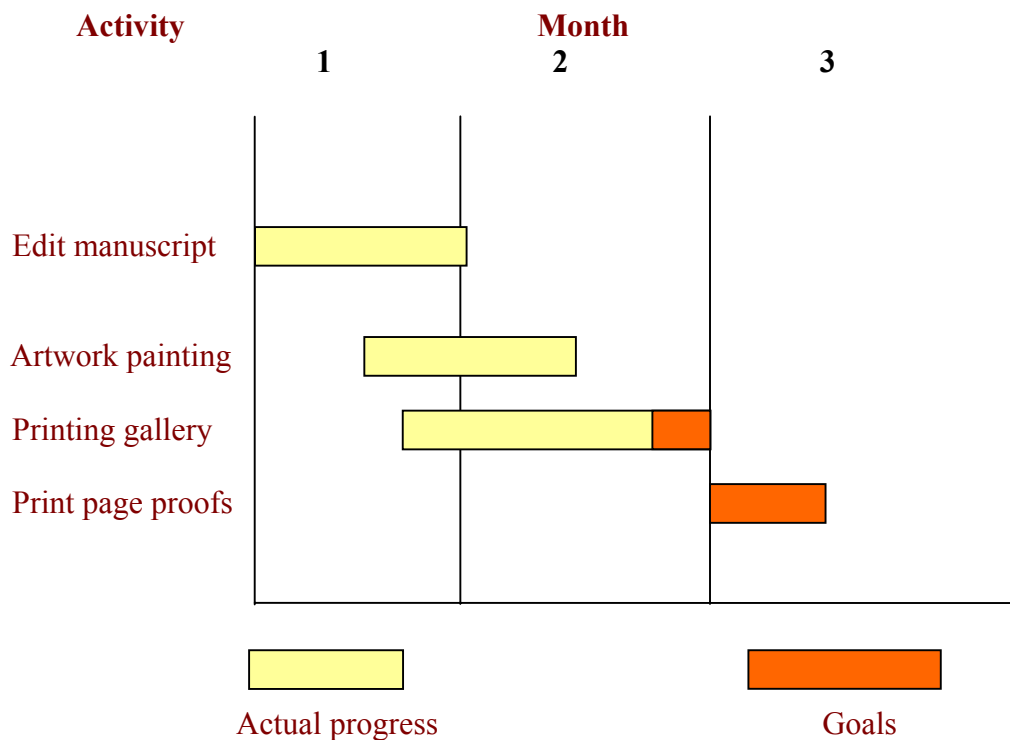 Activity Month
1 2 3
Edit manuscript
Artwork painting
Printing gallery
Print page proofs
Actual progress Goals